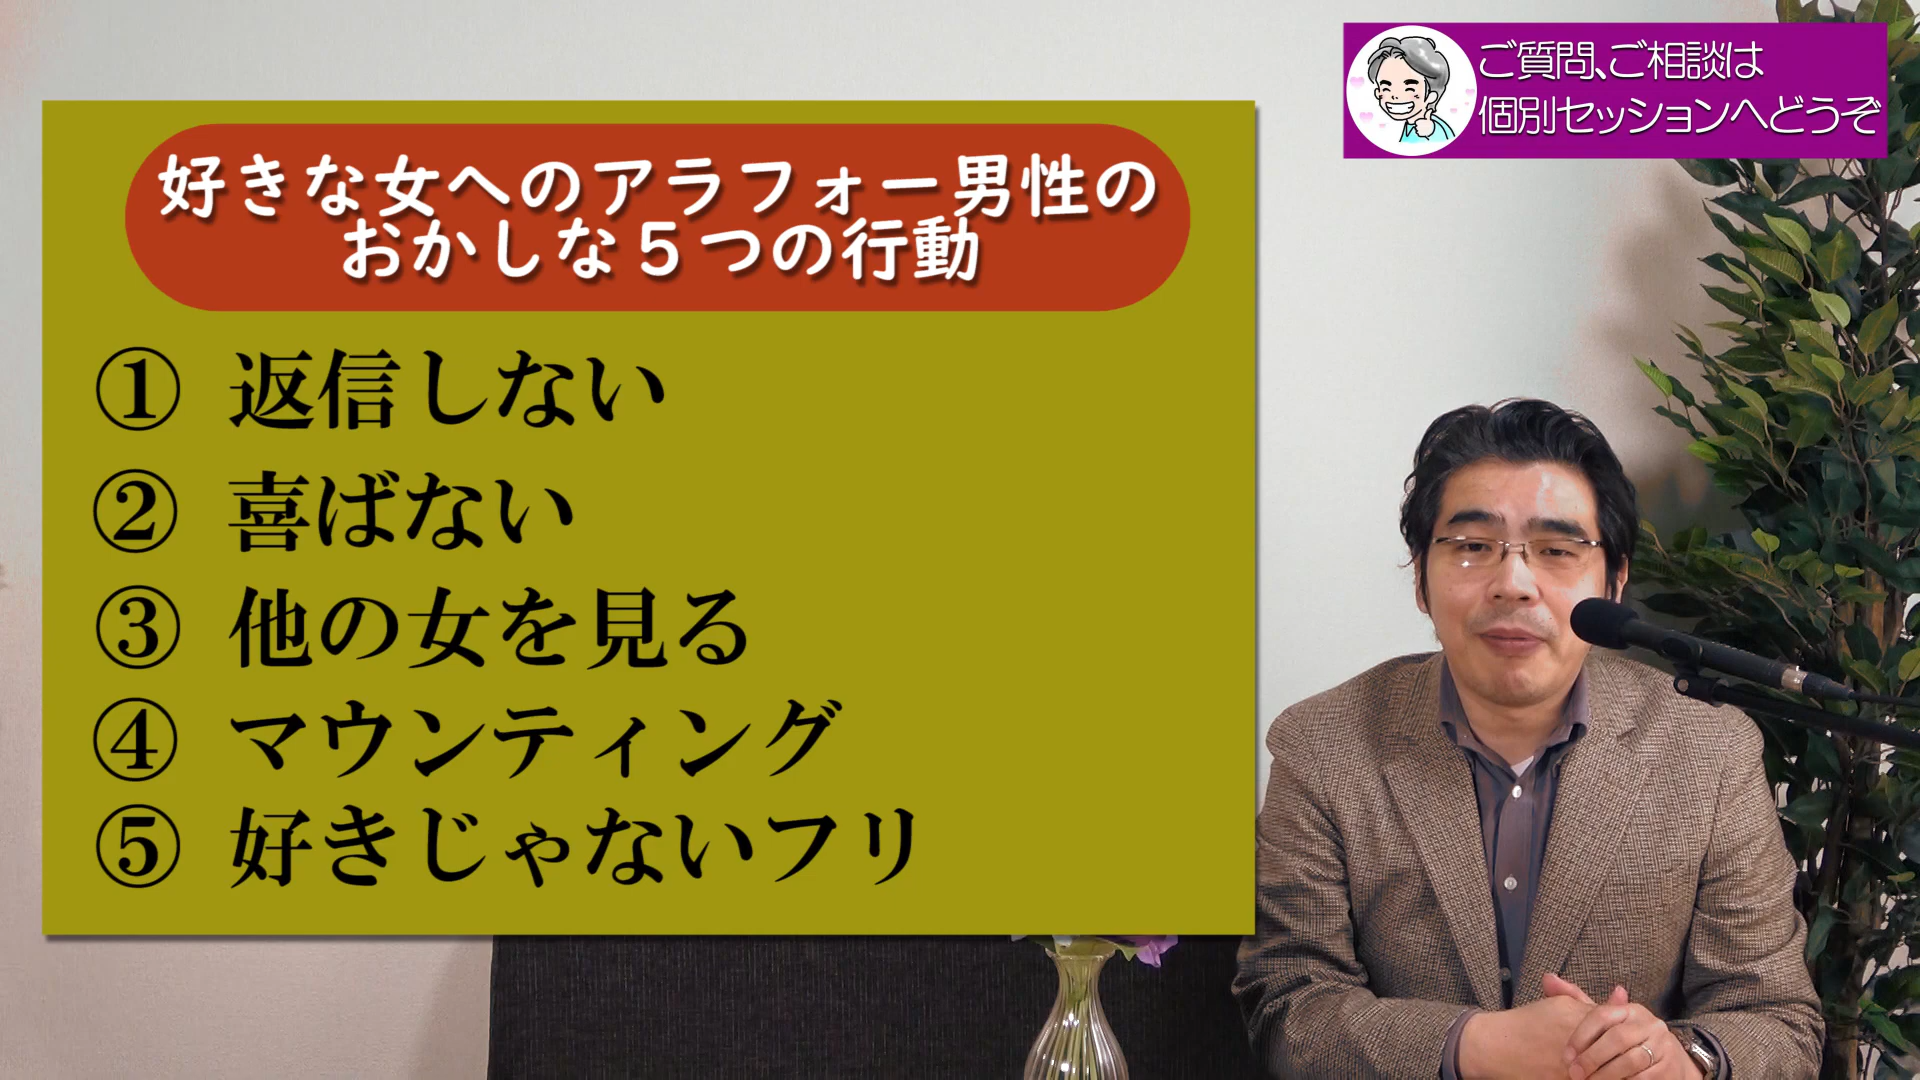 ご質問、ご相談は
個別セッションへどうぞ
好きな女へのアラフォー男性の
おかしな５つの行動
① 返信しない
② 喜ばない
③ 他の女を見る
④ マウンティング
⑤ 好きじゃないフリ